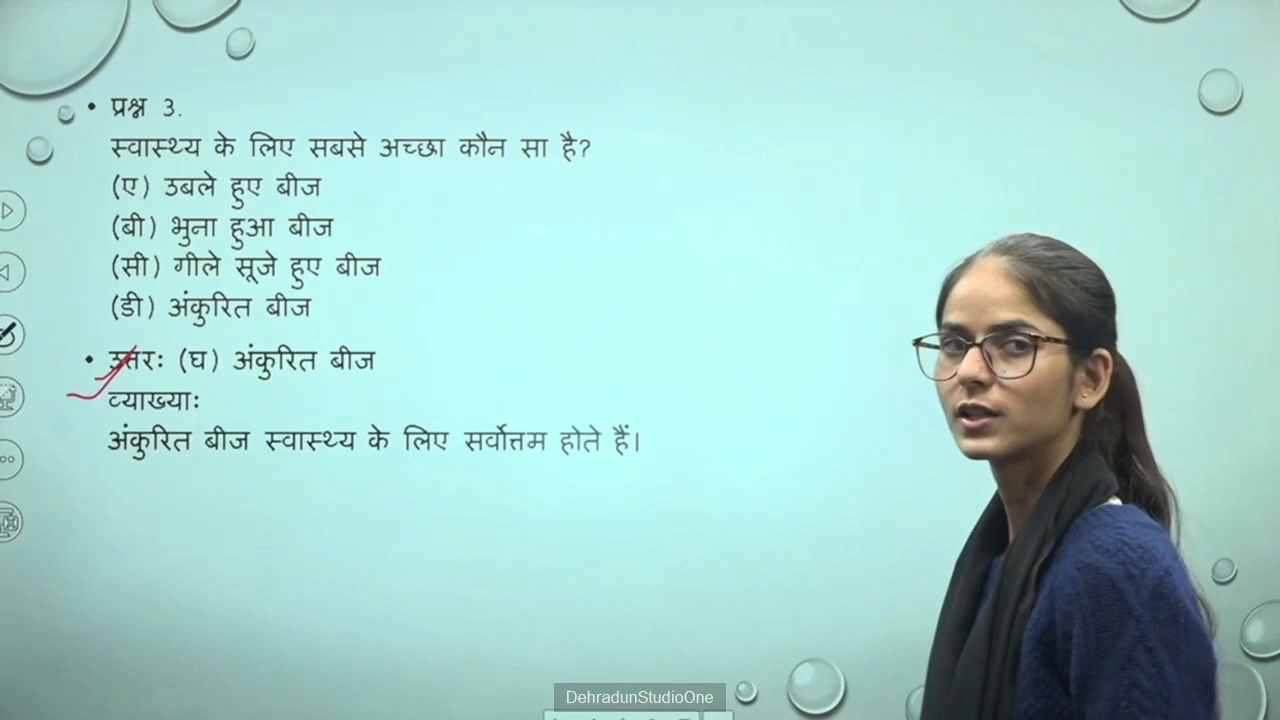 • प्रश्न 3.
स्वास्थ्य के लिए सबसे अच्छा कौन सा है?
(ए) उबले हुए बीज
(बी) भुना हुआ बीज
(सी) गीले सूजे हुए बीज
(डी) अंकुरित बीज
• उत्तरः (घ) अंकुरित बीज
व्याख्याः
अंकुरित बीज स्वास्थ्य के लिए सर्वोत्तम होते हैं।
DehradunStudioOne